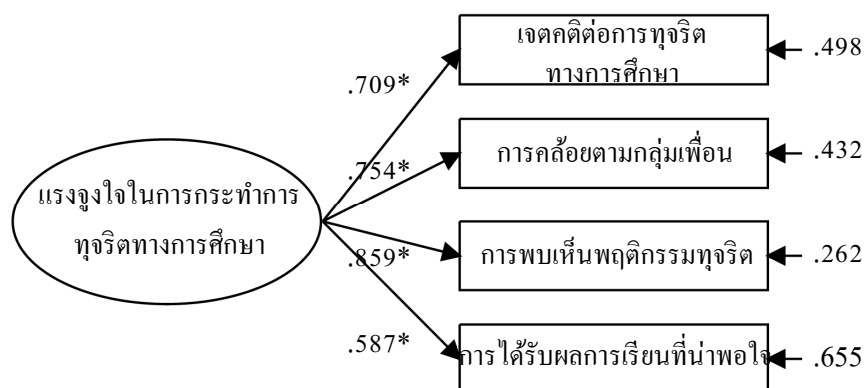 เจตคติต่อการทุจริต
ทางการศึกษา
.498
.709*
การคล้อยตามกลุ่มเพื่อน
.432
.754*
แรงจูงใจในการกระทำการ
ทุจริตทางการศึกษา
การพบเห็นพฤติกรรมทุจริต
.262
.859*
.587*
การได้รับผลการเรียนที่น่าพอใจ
.655